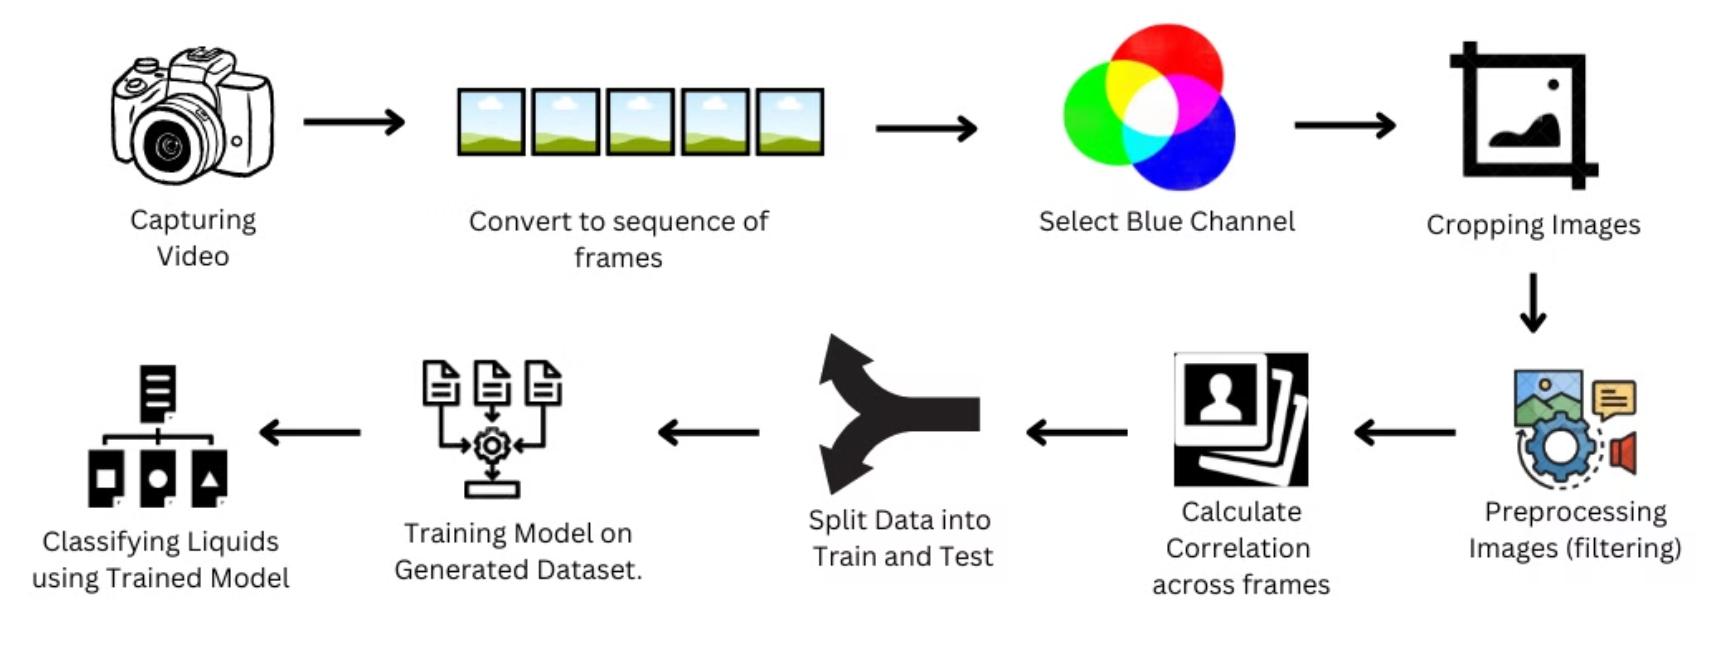 Capturing
Video
Convert to sequence of
frames
Select Blue Channel
Cropping Images
Preprocessing
Images (filtering)
Calculate
Correlation
across frames
Split Data into
Train and Test
Training Model on
Generated Dataset.
Classifying Liquids
using Trained Model